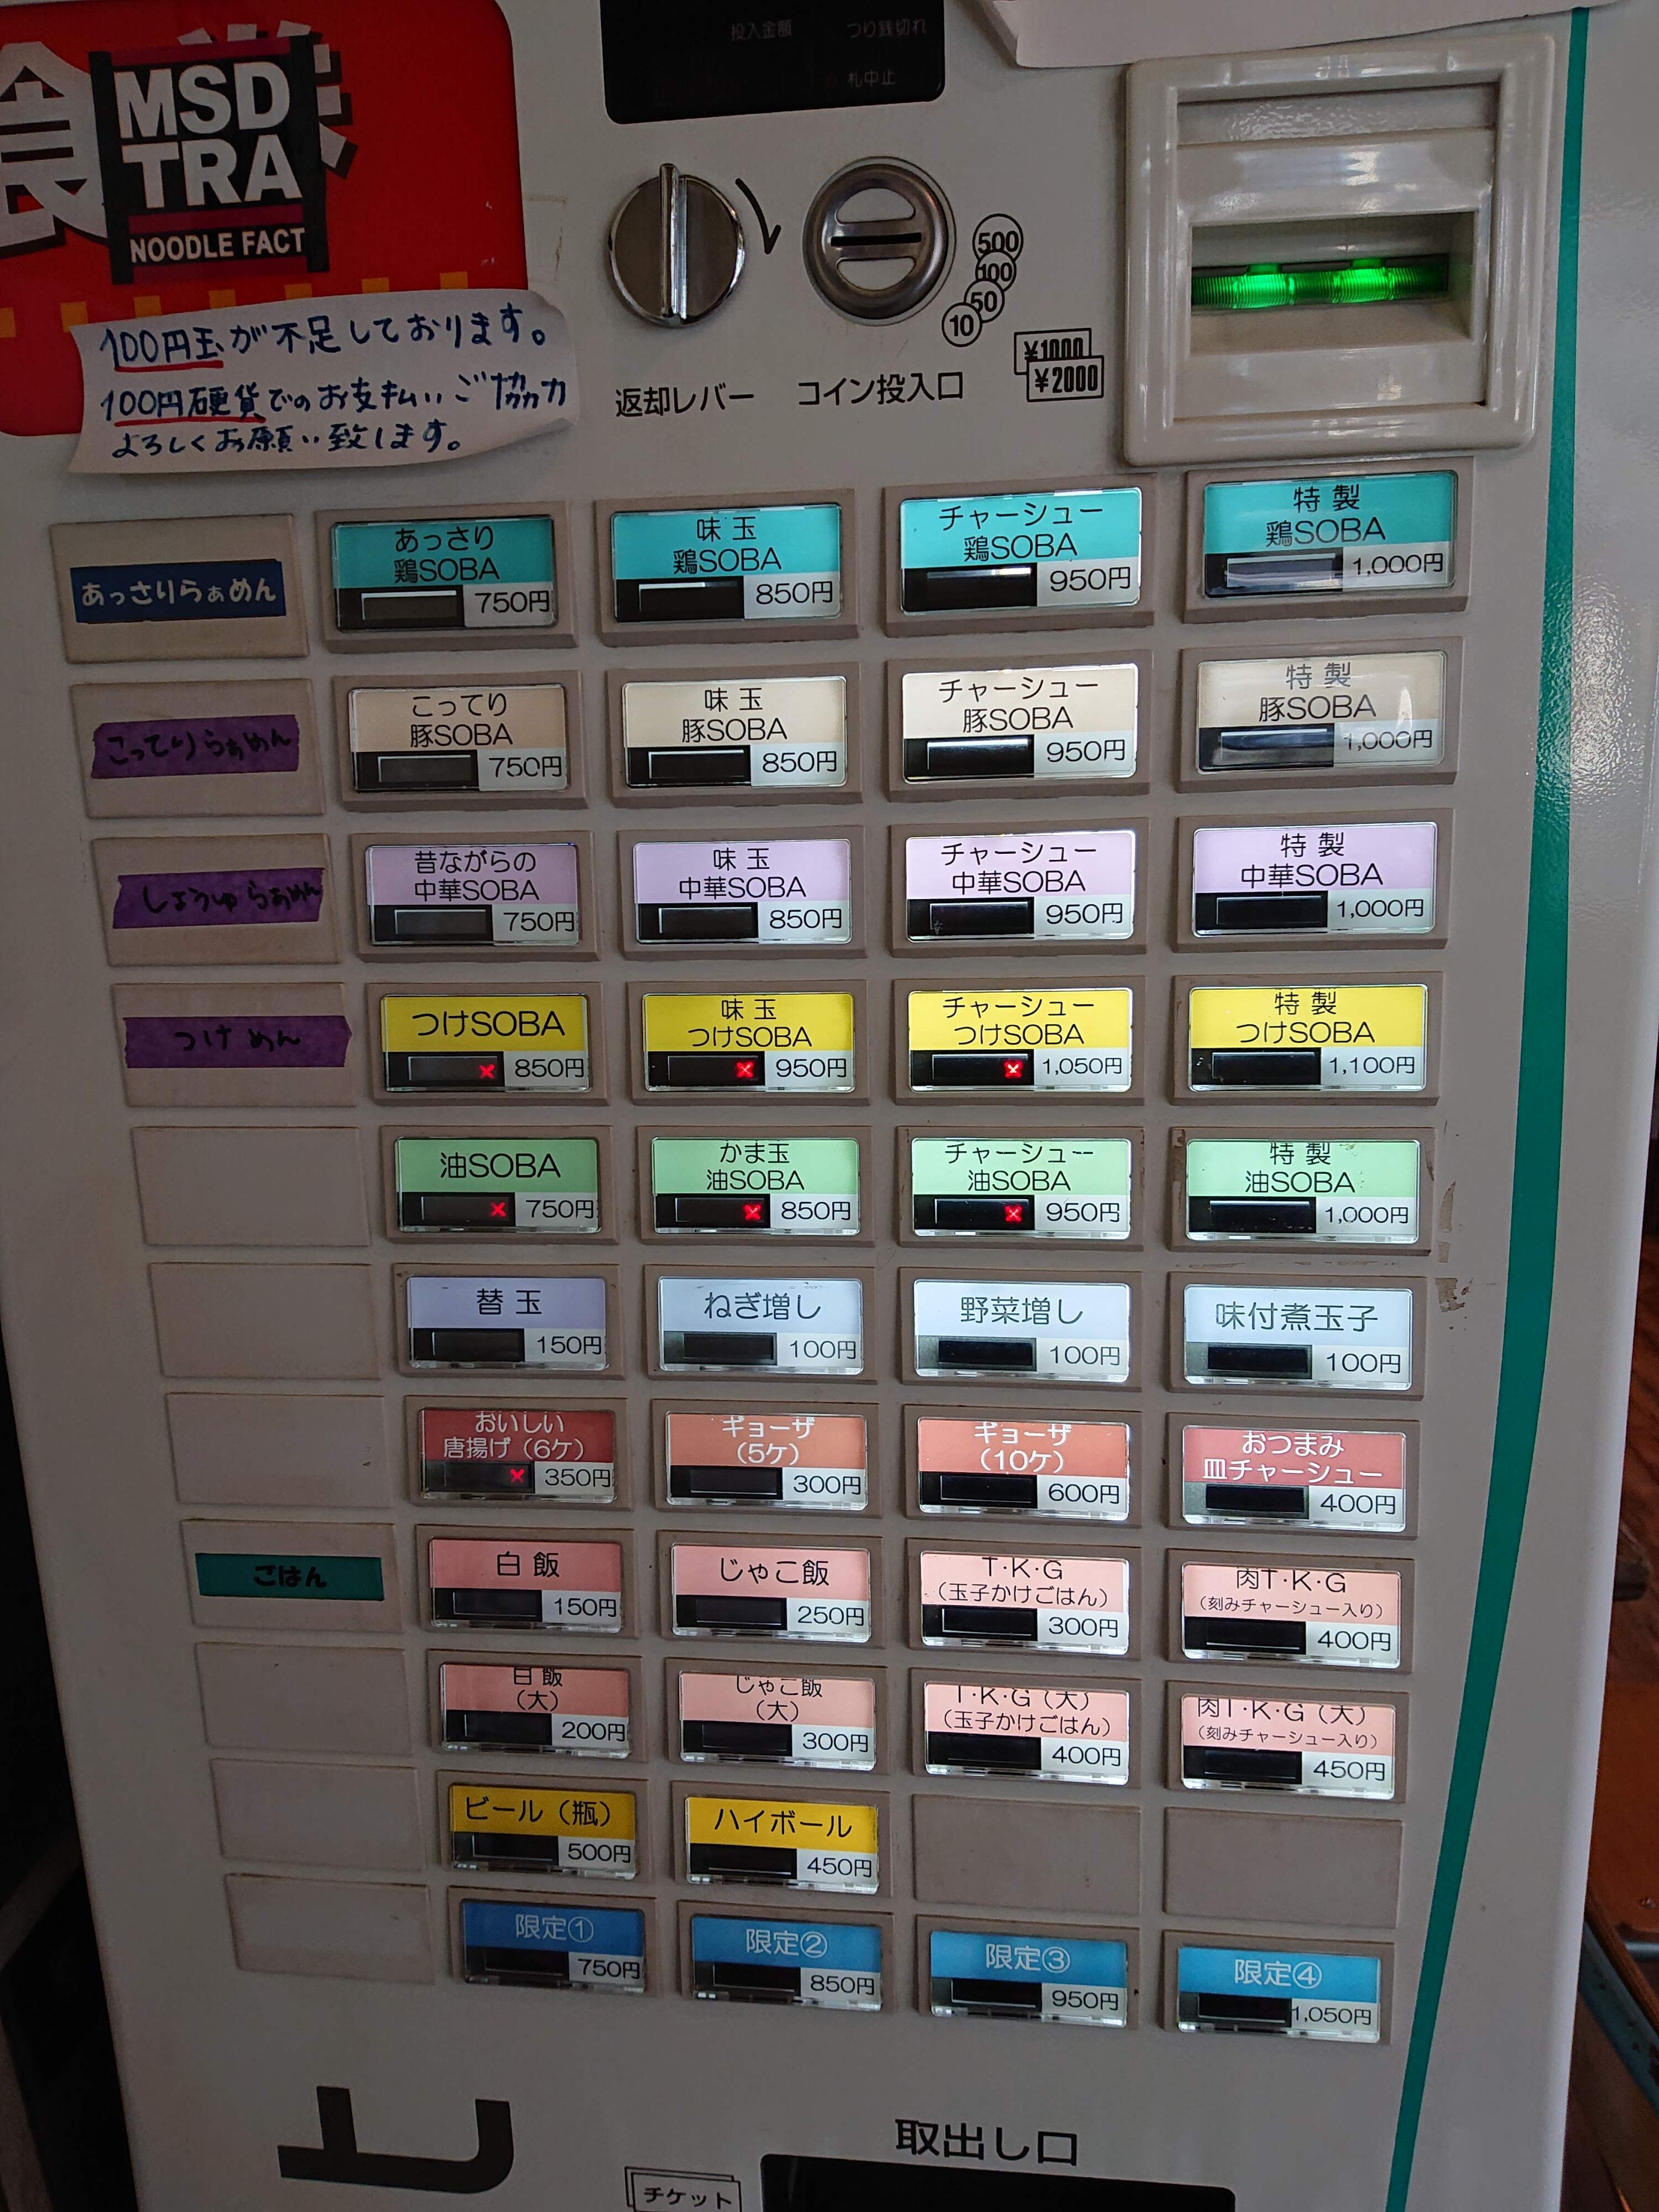 投入金額 つり銭切れ
札中止
食堂
MSD
TRA
NOODLE FACT
100円玉が不足しております。
100円硬貨でのお支払いご協力
よろしくお願い致します。
返却レバー
コイン投入口
500
100
50
10
¥1000
¥2000
あっさりらぁめん
あっさり
鶏SOBA
750円
味玉
鶏SOBA
850円
チャーシュー
鶏SOBA
950円
特製
鶏SOBA
1,000円
こってりらぁめん
こってり
豚SOBA
750円
味玉
豚SOBA
850円
チャーシュー
豚SOBA
950円
特製
豚SOBA
1,000円
しょうゆらぁめん
昔ながらの
中華SOBA
750円
味玉
中華SOBA
850円
チャーシュー
中華SOBA
950円
特製
中華SOBA
1,000円
つけめん
つけSOBA
× 850円
味玉
つけSOBA
× 950円
チャーシュー
つけSOBA
× 1,050円
特製
つけSOBA
1,100円
油SOBA
× 750円
かま玉
油SOBA
× 850円
チャーシュー
油SOBA
× 950円
特製
油SOBA
1,000円
替玉
150円
ねぎ増し
100円
野菜増し
100円
味付煮玉子
100円
おいしい
唐揚げ(6ケ)
× 350円
ギョーザ
(5ケ)
300円
ギョーザ
(10ケ)
600円
おつまみ
皿チャーシュー
400円
ごはん
白飯
150円
じゃこ飯
250円
T·K·G
(玉子かけごはん)
300円
肉T·K·G
(刻みチャーシュー入り)
400円
白飯
(大)
200円
じゃこ飯
(大)
300円
T·K·G(大)
(玉子かけごはん)
400円
肉T·K·G(大)
(刻みチャーシュー入り)
450円
ビール(瓶)
500円
ハイボール
450円
限定①
750円
限定②
850円
限定③
950円
限定④
1,050円
取出し口
チケット